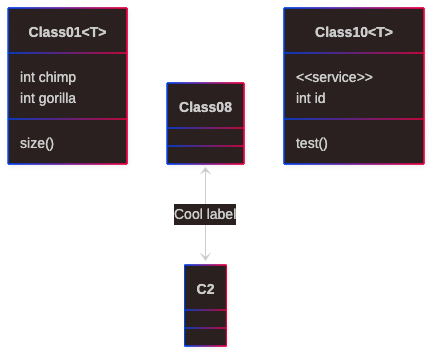 Class01<T>
int chimp
int gorilla
size()
Class08
Class10<T>
<<service>>
int id
test()
Cool label
C2